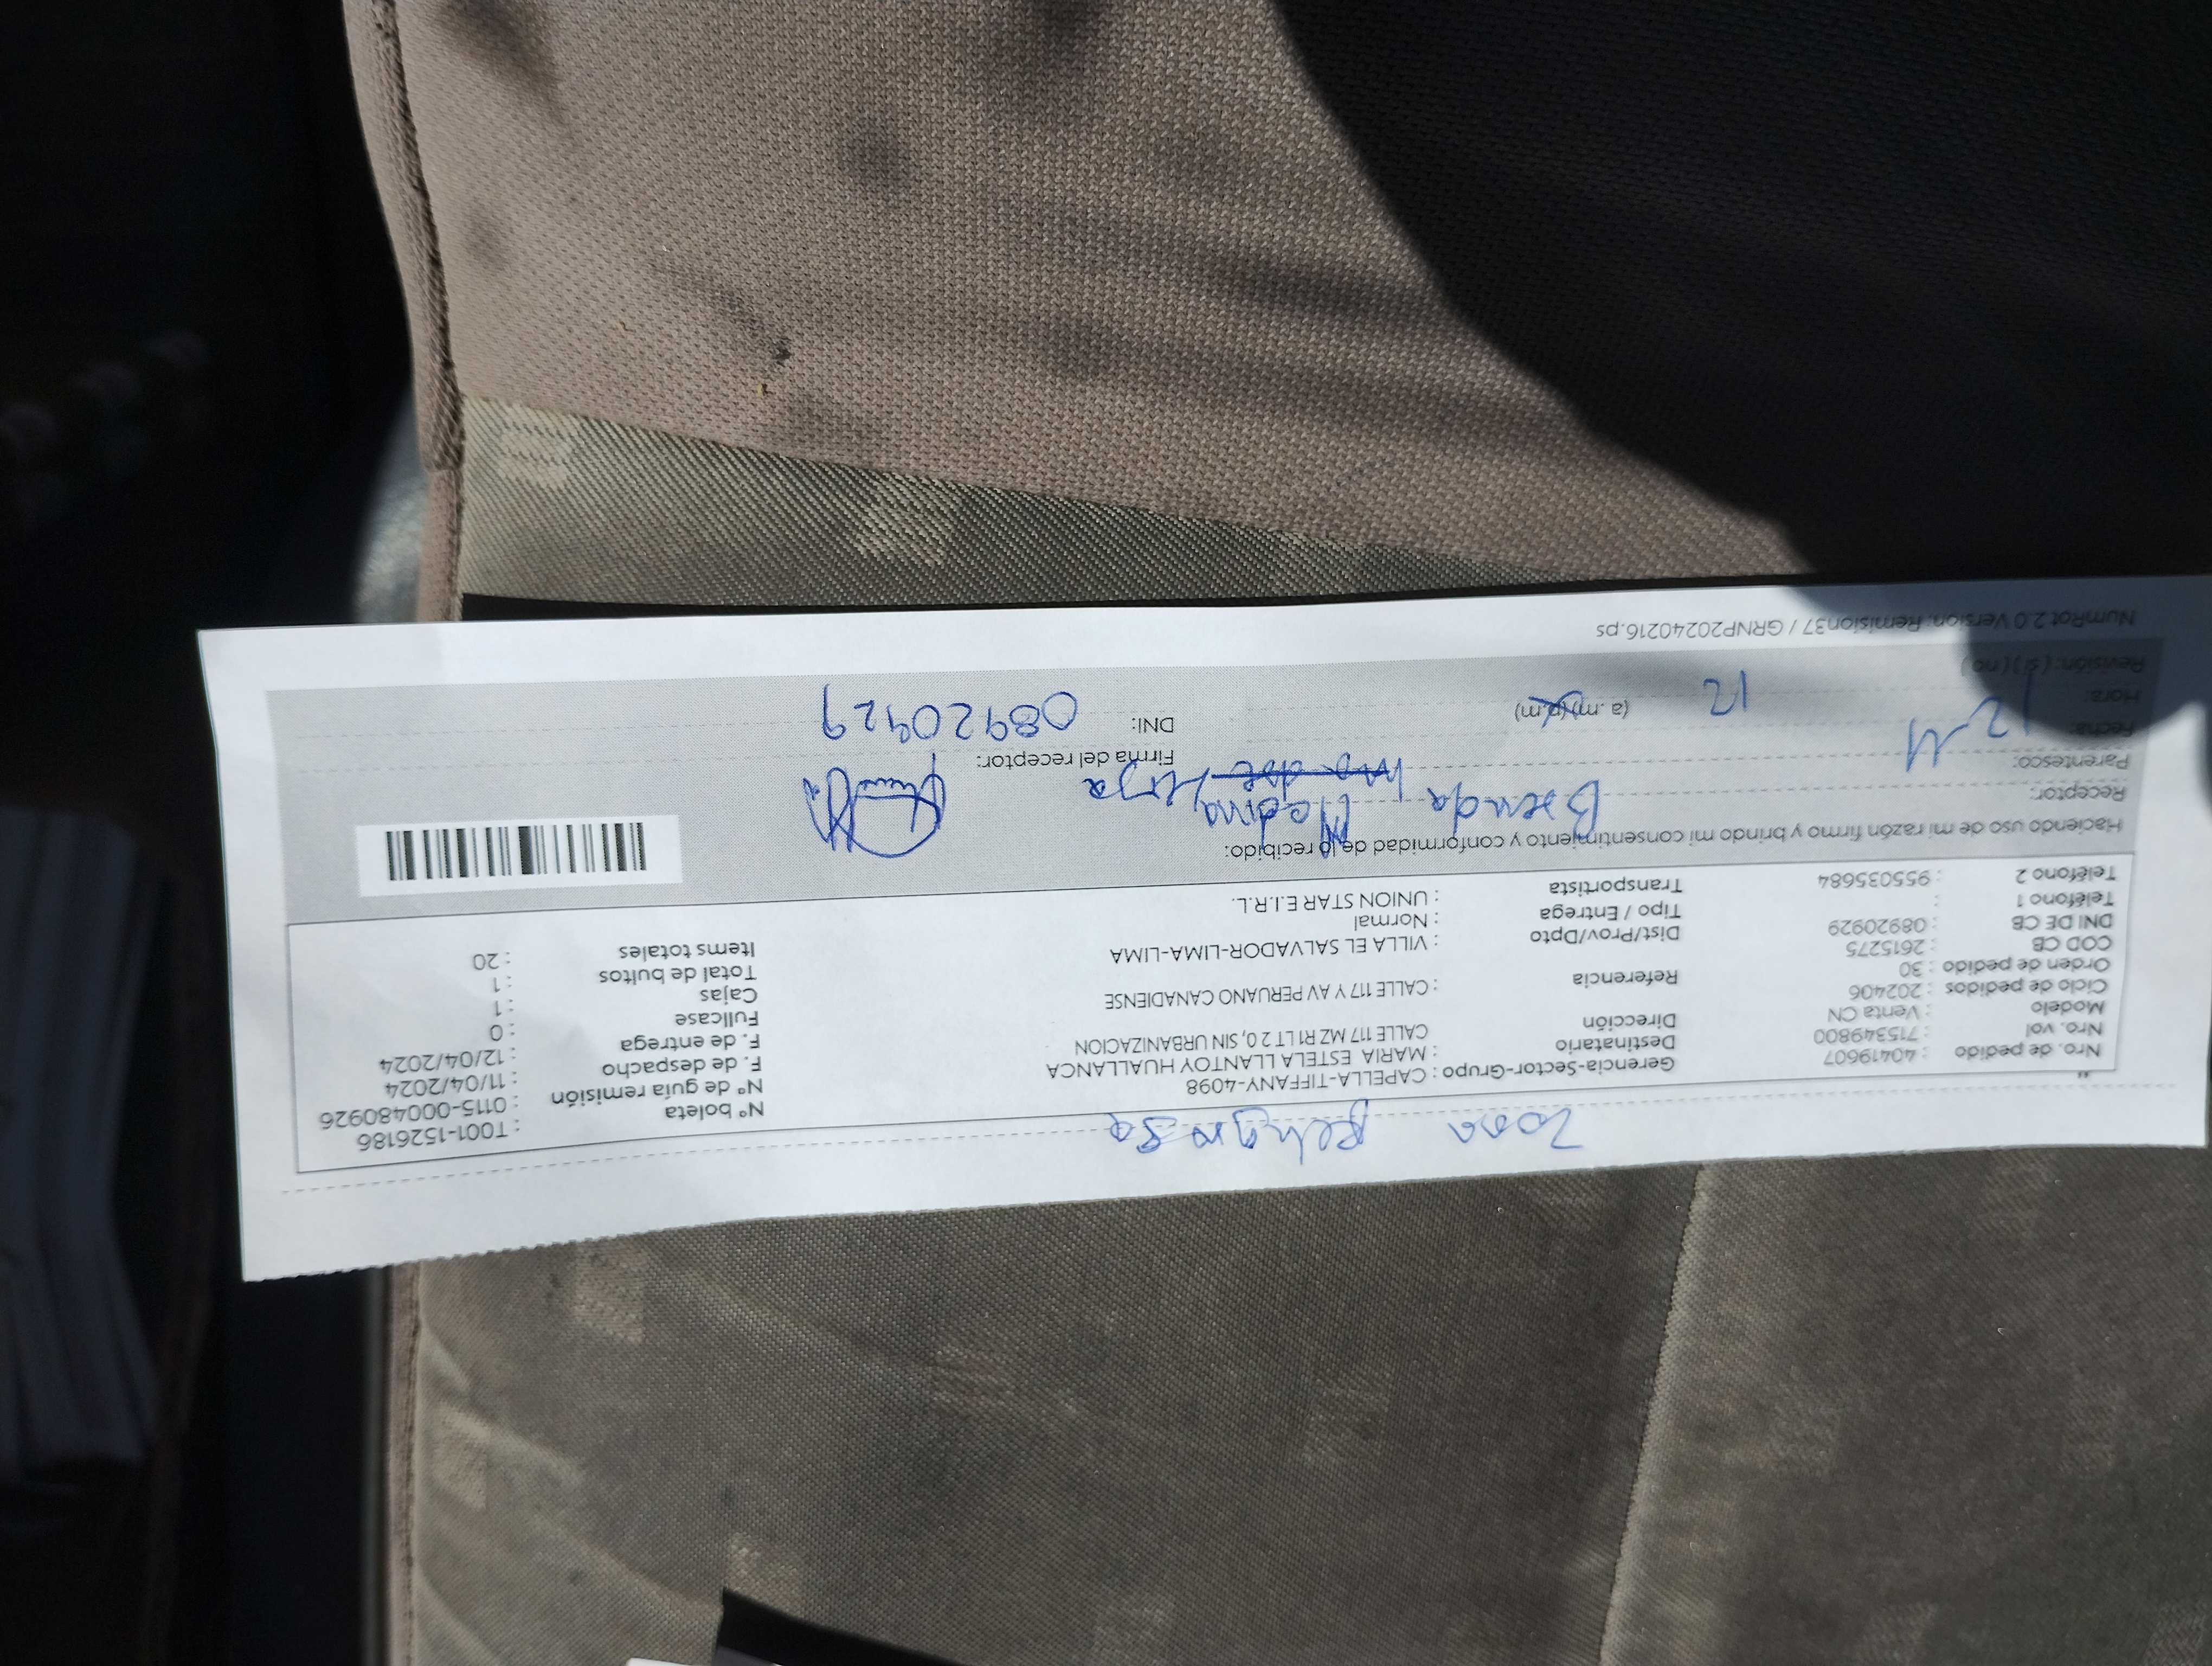 Zona peligrosa
Nro. de pedido : 40419607
Nro. vol : 715349800
Modelo : Venta CN
Ciclo de pedidos : 202406
Orden de pedido : 30
COD CB : 2615275
DNI DE CB : 08920929
Teléfono 1 :
Teléfono 2 : 955035684
Gerencia-Sector-Grupo : CAPELLA-TIFFANY-4098
Destinatario : MARIA ESTELA LLANTOY HUALLANCA
Dirección CALLE 117 MZ R1 LT 2 0, SIN URBANIZACION
Referencia : CALLE 117 Y AV PERUANO CANADIENSE
Dist/Prov/Dpto : VILLA EL SALVADOR-LIMA-LIMA
Tipo / Entrega : Normal
Transportista : UNION STAR E.I.R.L.
N° boleta : T001-1526186
N° de guía remisión : 0115-000480926
F. de despacho : 11/04/2024
F. de entrega : 12/04/2024
Fullcase : 0
Cajas : 1
Total de bultos : 1
Items totales : 20
Haciendo uso de mi razón firmo y brindo mi consentimiento y conformidad de lo recibido:
Receptor: Brenda Medina
Parentesco: Hija
Firma del receptor:
Fecha:
DNI: 08920929
Hora: 12 11 12 (a.m)(p.m)
Revisión: (si) (no)
NumRot 2.0 Version: Remision37 / GRNP20240216.ps